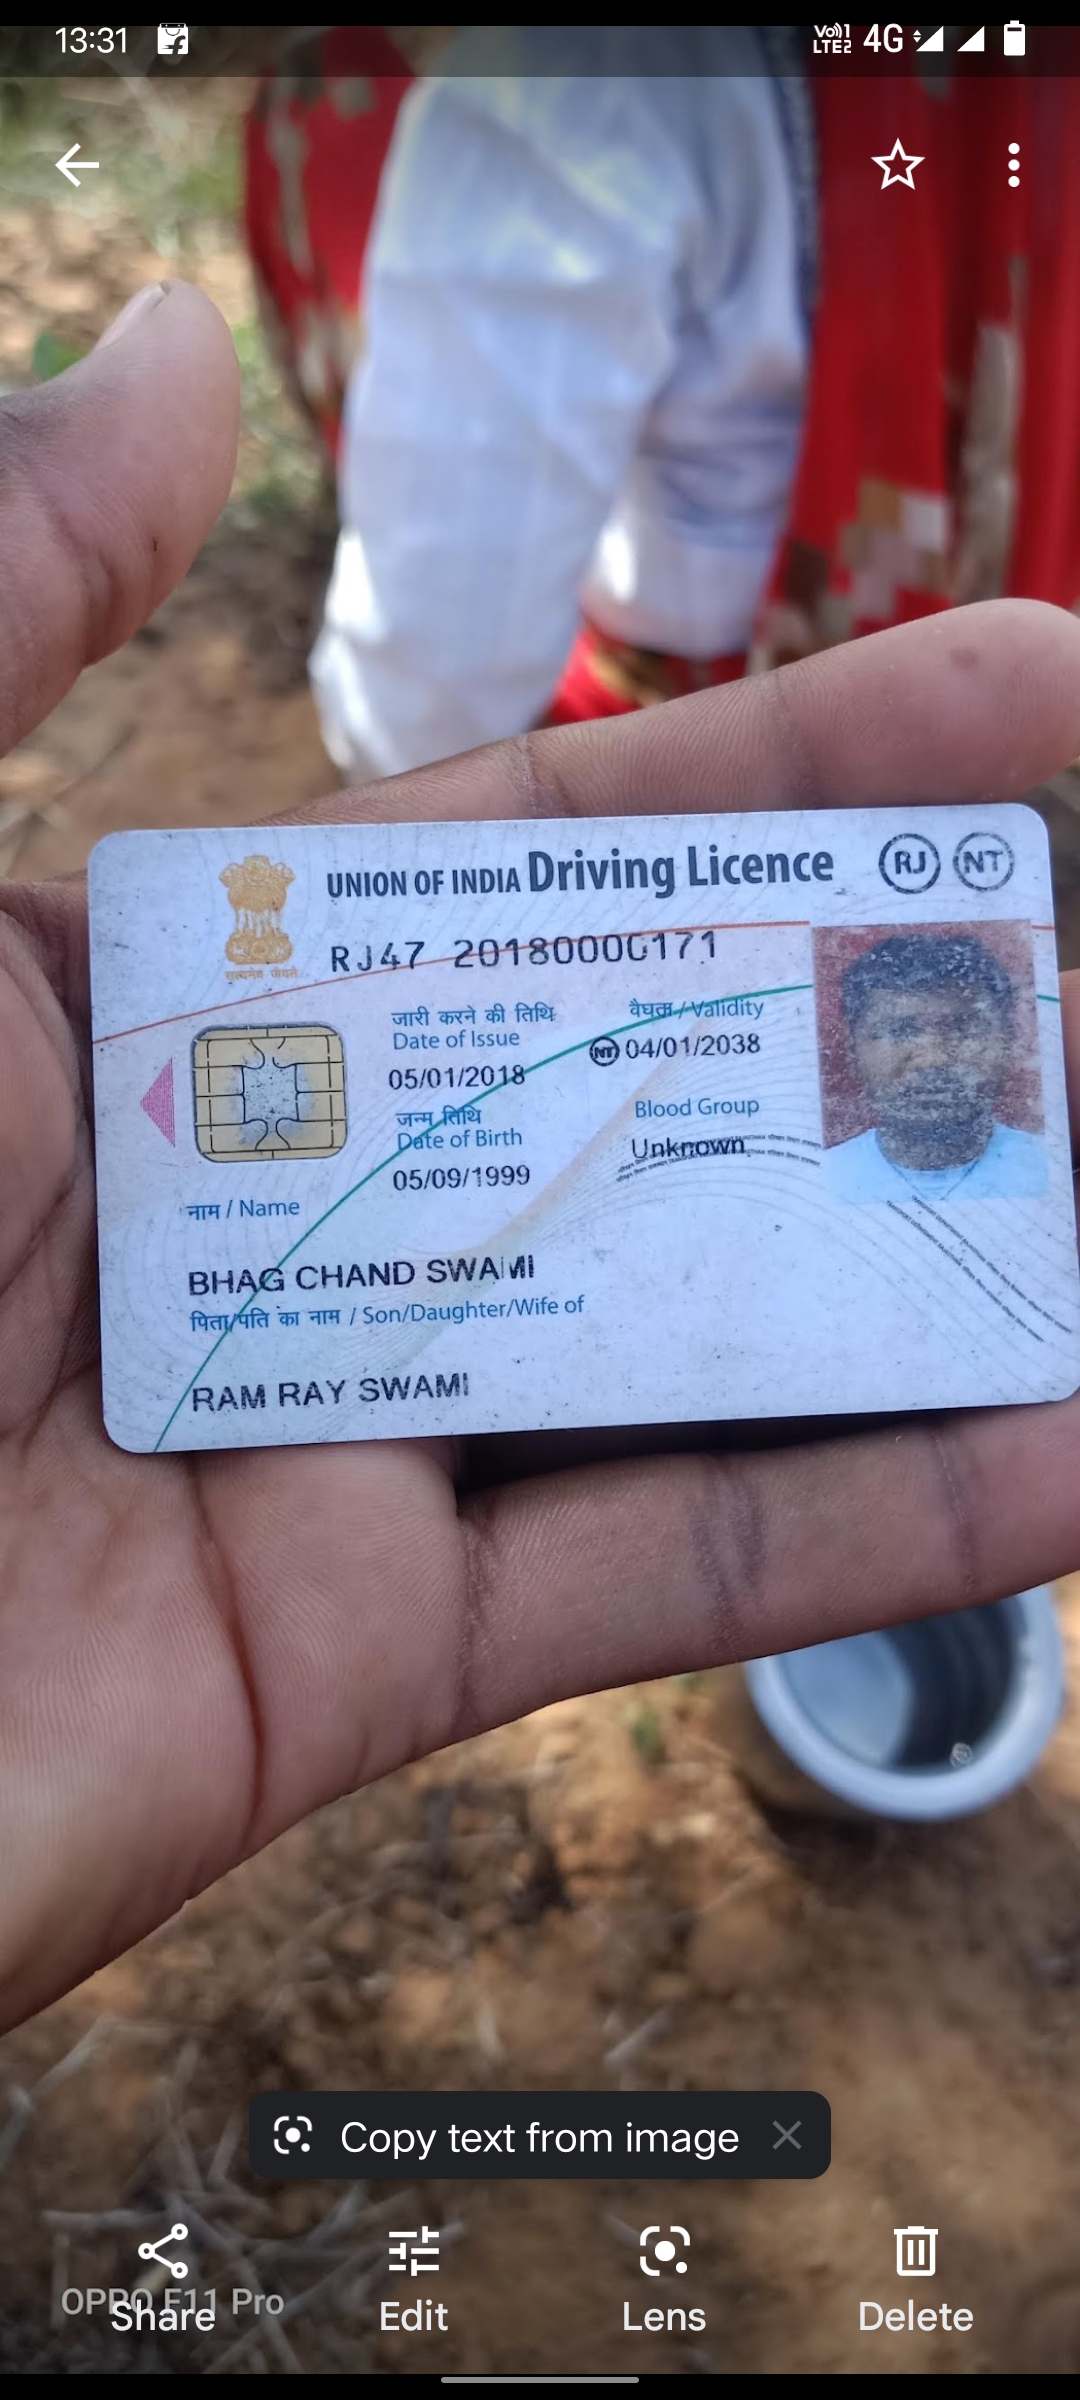 13:31
Vo)) 1
LTE2 4G
UNION OF INDIA Driving Licence RJ NT
सत्यमेव जयते
RJ47 20180000171
जारी करने की तिथि वैधता / Validity
Date of Issue NT 04/01/2038
05/01/2018
जन्म तिथि Blood Group
Date of Birth Unknown
05/09/1999
नाम / Name
BHAG CHAND SWAMI
पिता/पति का नाम / Son/Daughter/Wife of
RAM RAY SWAMI
Copy text from image
OPPO F11 Pro
Share Edit Lens Delete